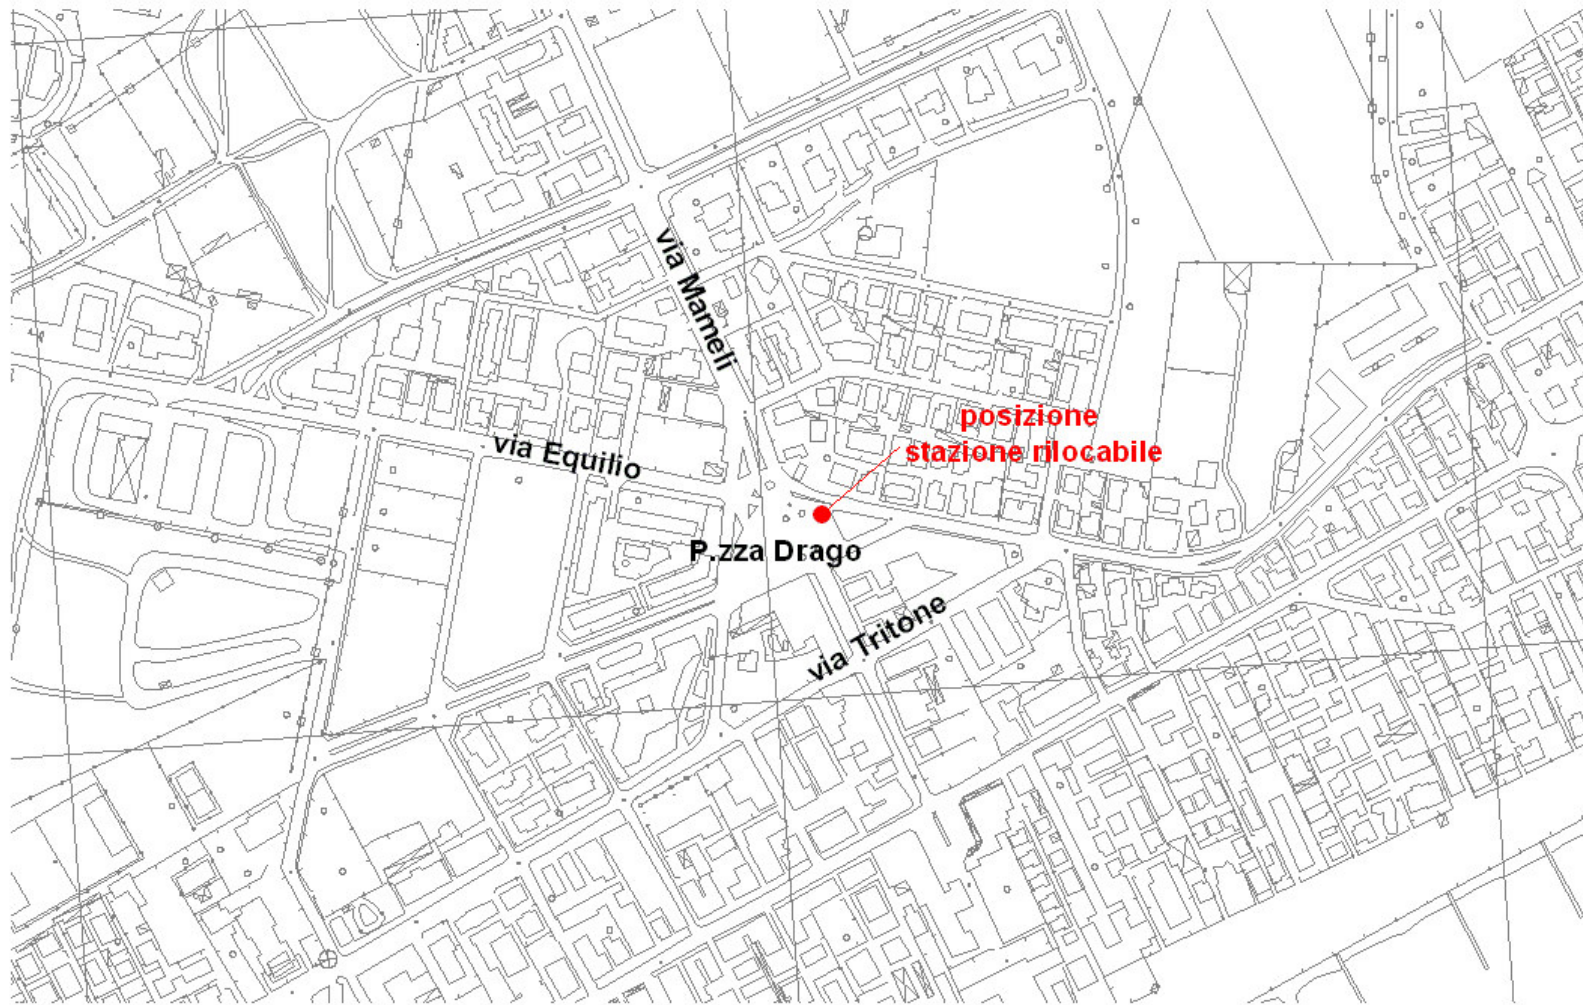 via Mameli
posizione
stazione rilocabile
via Equilio
P.zza Drago
via Tritone